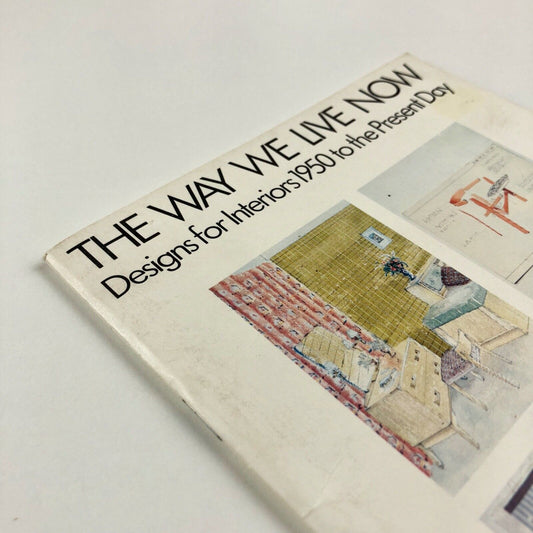 THE WAY WE LIVE NOW
Designs for Interiors 1950 to the Present Day